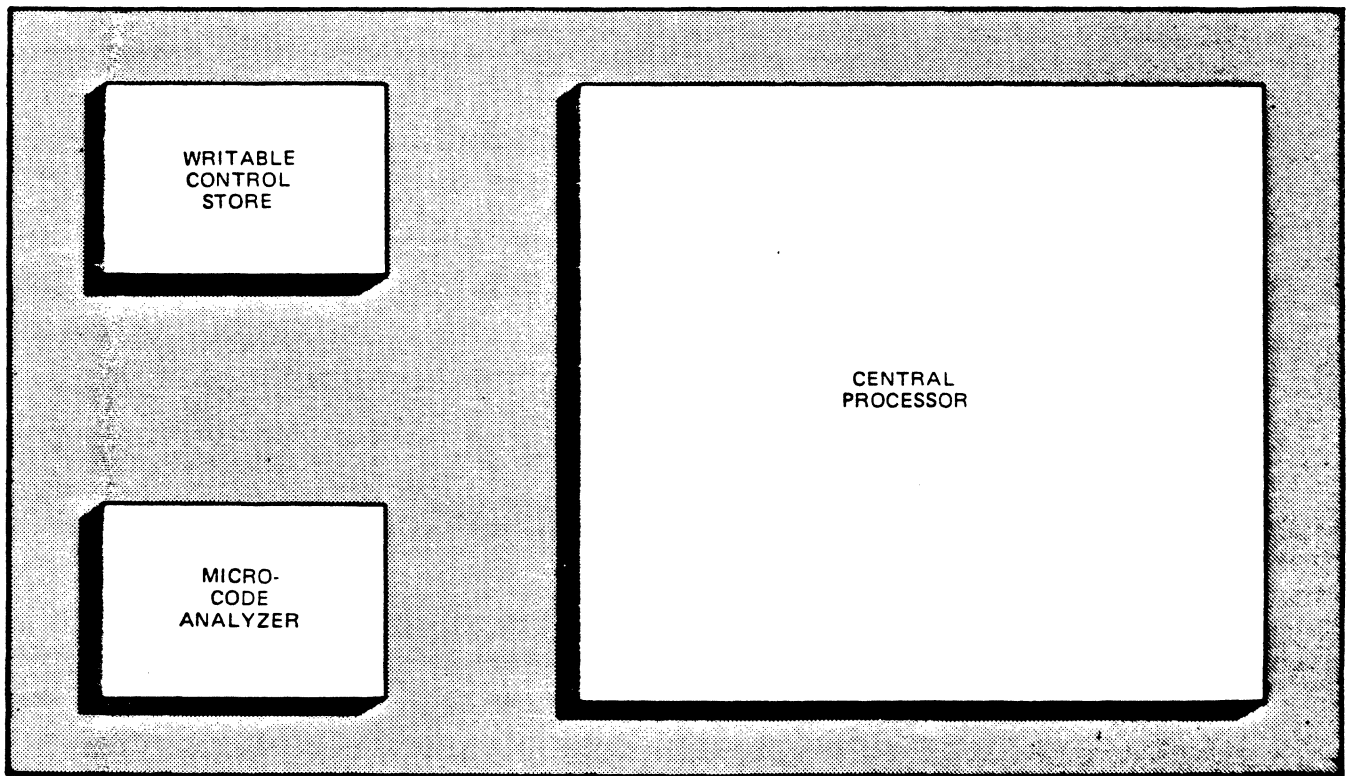 WRITABLE
CONTROL
STORE
CENTRAL
PROCESSOR
MICRO-
CODE
ANALYZER